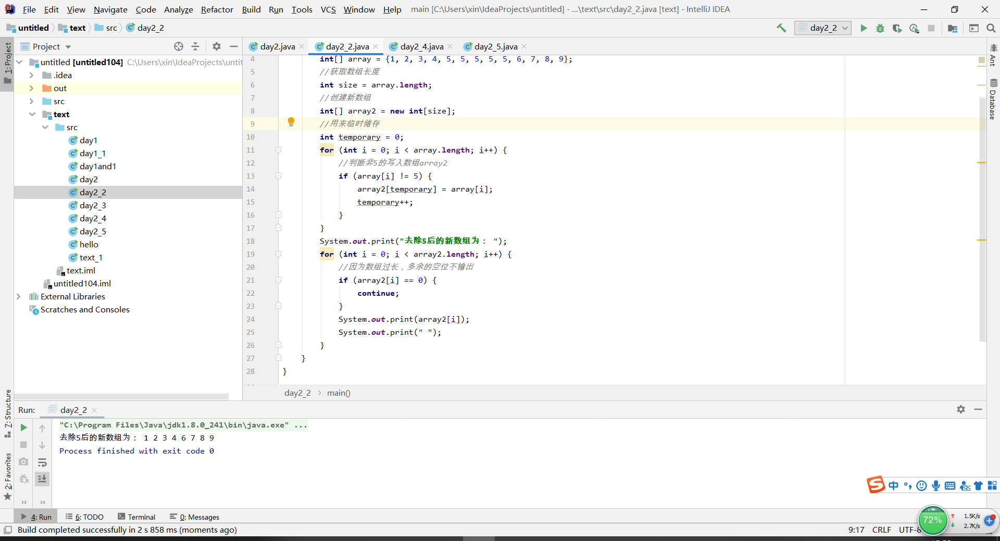 File Edit View Navigate Code Analyze Refactor Build Run Tools VCS Window Help main [C:\Users\xin\IdeaProjects\untitled] - ...\text\src\day2_2.java [text] - IntelliJ IDEA
untitled text src day2_2
day2_2
1: Project
Project
day2.java day2_2.java day2_4.java day2_5.java
untitled [untitled104] C:\Users\xin\IdeaProjects\untit
.idea
out
src
text
src
day1
day1_1
day1and1
day2
day2_2
day2_3
day2_4
day2_5
hello
text_1
text.iml
untitled104.iml
External Libraries
Scratches and Consoles
4 int[] array = {1, 2, 3, 4, 5, 5, 5, 5, 5, 6, 7, 8, 9};
5 //获取数组长度
6 int size = array.length;
7 //创建新数组
8 int[] array2 = new int[size];
9 //用来临时储存
10 int temporary = 0;
11 for (int i = 0; i < array.length; i++) {
12 //判断非5的写入数组array2
13 if (array[i] != 5) {
14 array2[temporary] = array[i];
15 temporary++;
16 }
17 }
18 System.out.print("去除5后的新数组为： ");
19 for (int i = 0; i < array2.length; i++) {
20 //因为数组过长，多余的空位不输出
21 if (array2[i] == 0) {
22 continue;
23 }
24 System.out.print(array2[i]);
25 System.out.print(" ");
26 }
27 }
28 }
day2_2 main()
Ant
Database
7: Structure
2: Favorites
Run: day2_2
"C:\Program Files\Java\jdk1.8.0_241\bin\java.exe" ...
去除5后的新数组为： 1 2 3 4 6 7 8 9
Process finished with exit code 0
S 中
4: Run 6: TODO Terminal 0: Messages
72% 1.5K/s
2.7K/s
Build completed successfully in 2 s 858 ms (moments ago) 9:17 CRLF UTF-8